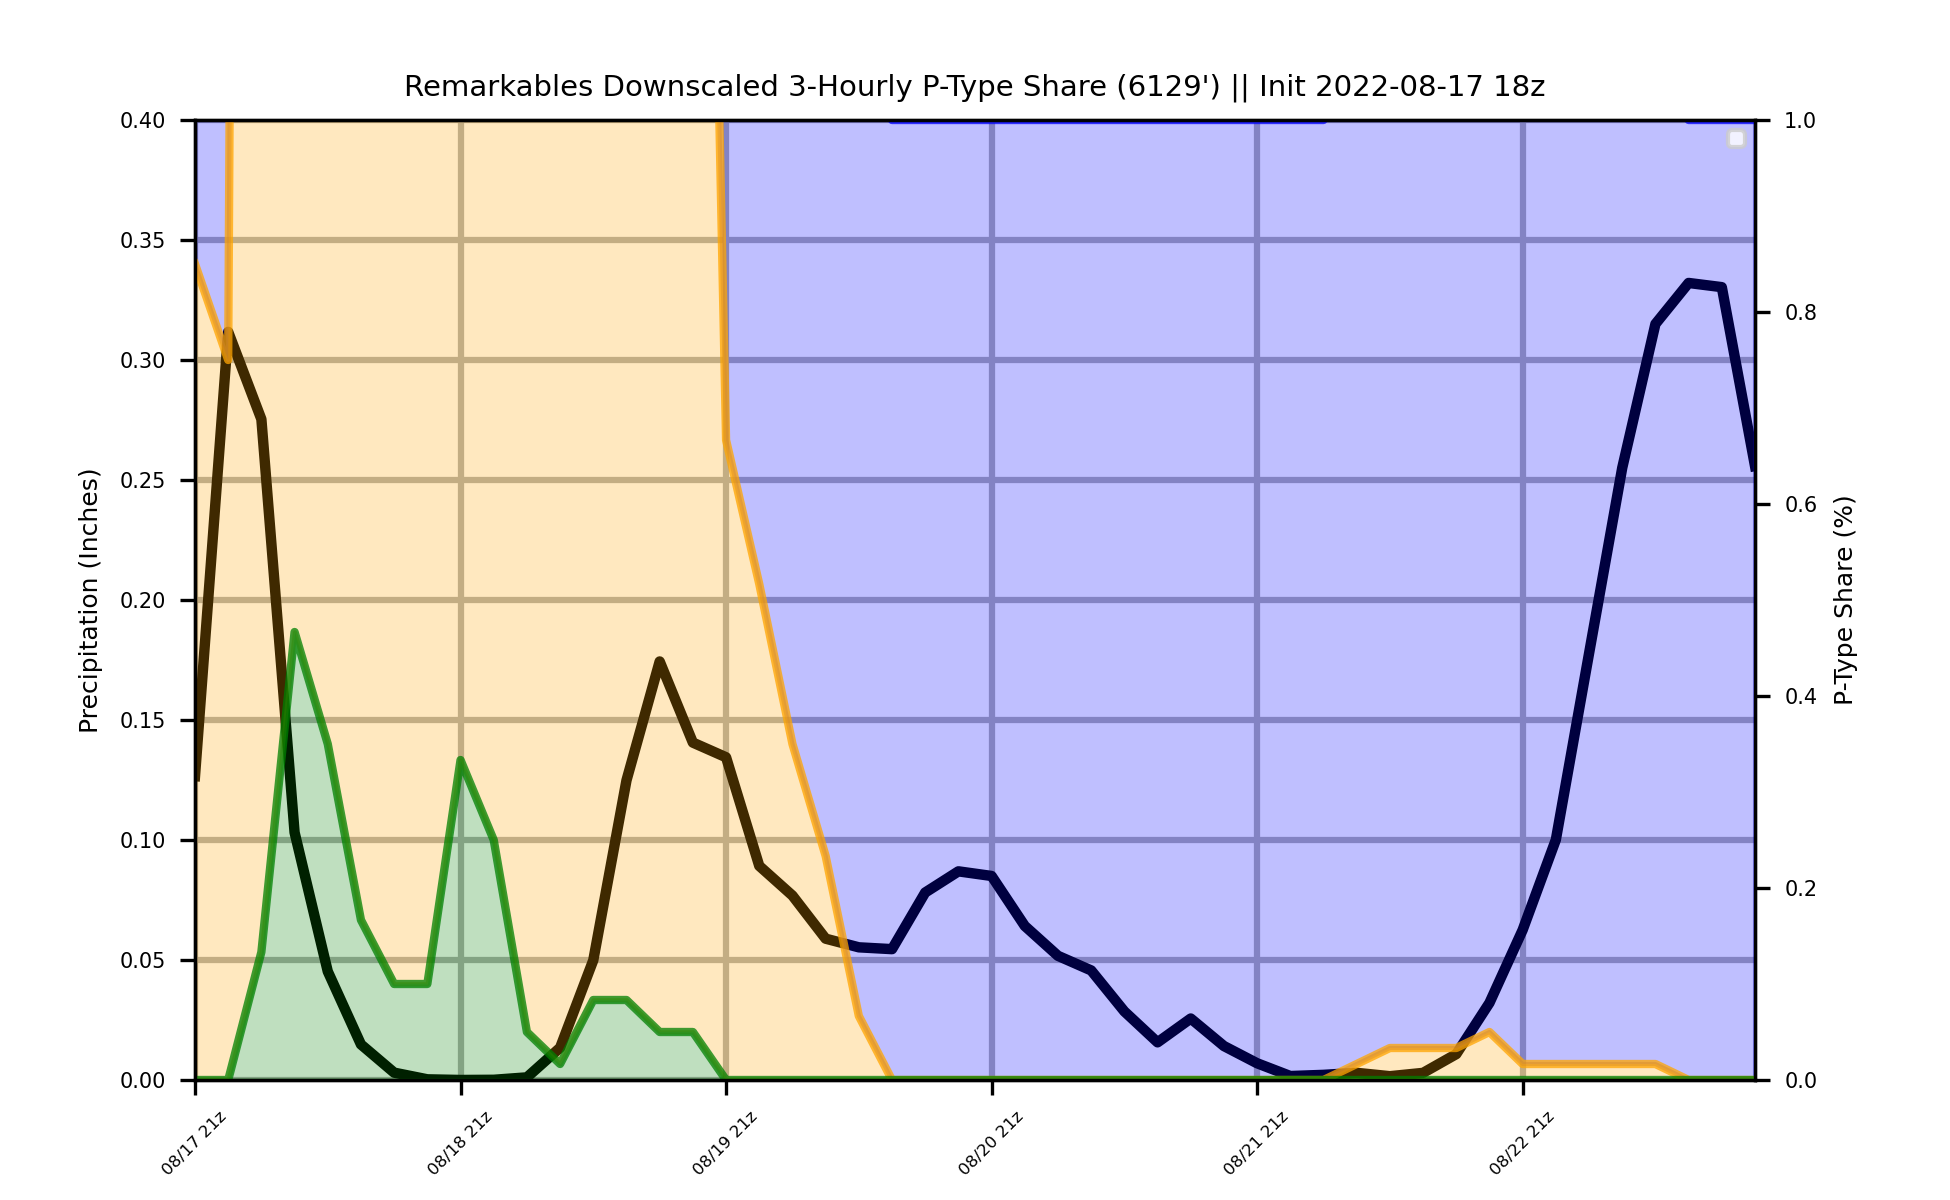 Remarkables Downscaled 3-Hourly P-Type Share (6129') || Init 2022-08-17 18z
0.40
0.35
0.30
0.25
0.20
0.15
0.10
0.05
0.00
Precipitation (Inches)
1.0
0.8
0.6
0.4
0.2
0.0
P-Type Share (%)
08/17 21z
08/18 21z
08/19 21z
08/20 21z
08/21 21z
08/22 21z